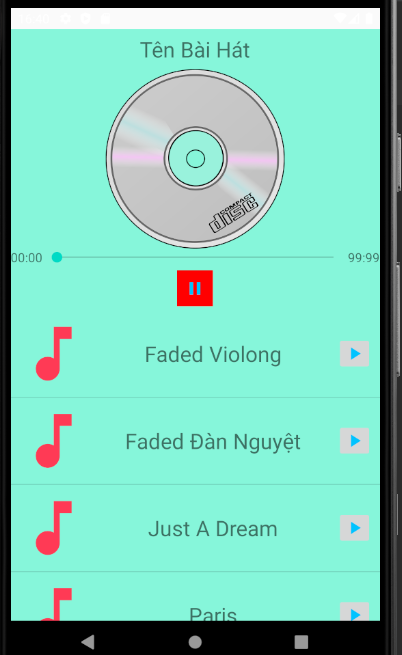 Tên Bài Hát
COMPACT
disc
00:00 99:99
Faded Violong
Faded Đàn Nguyệt
Just A Dream
Paris